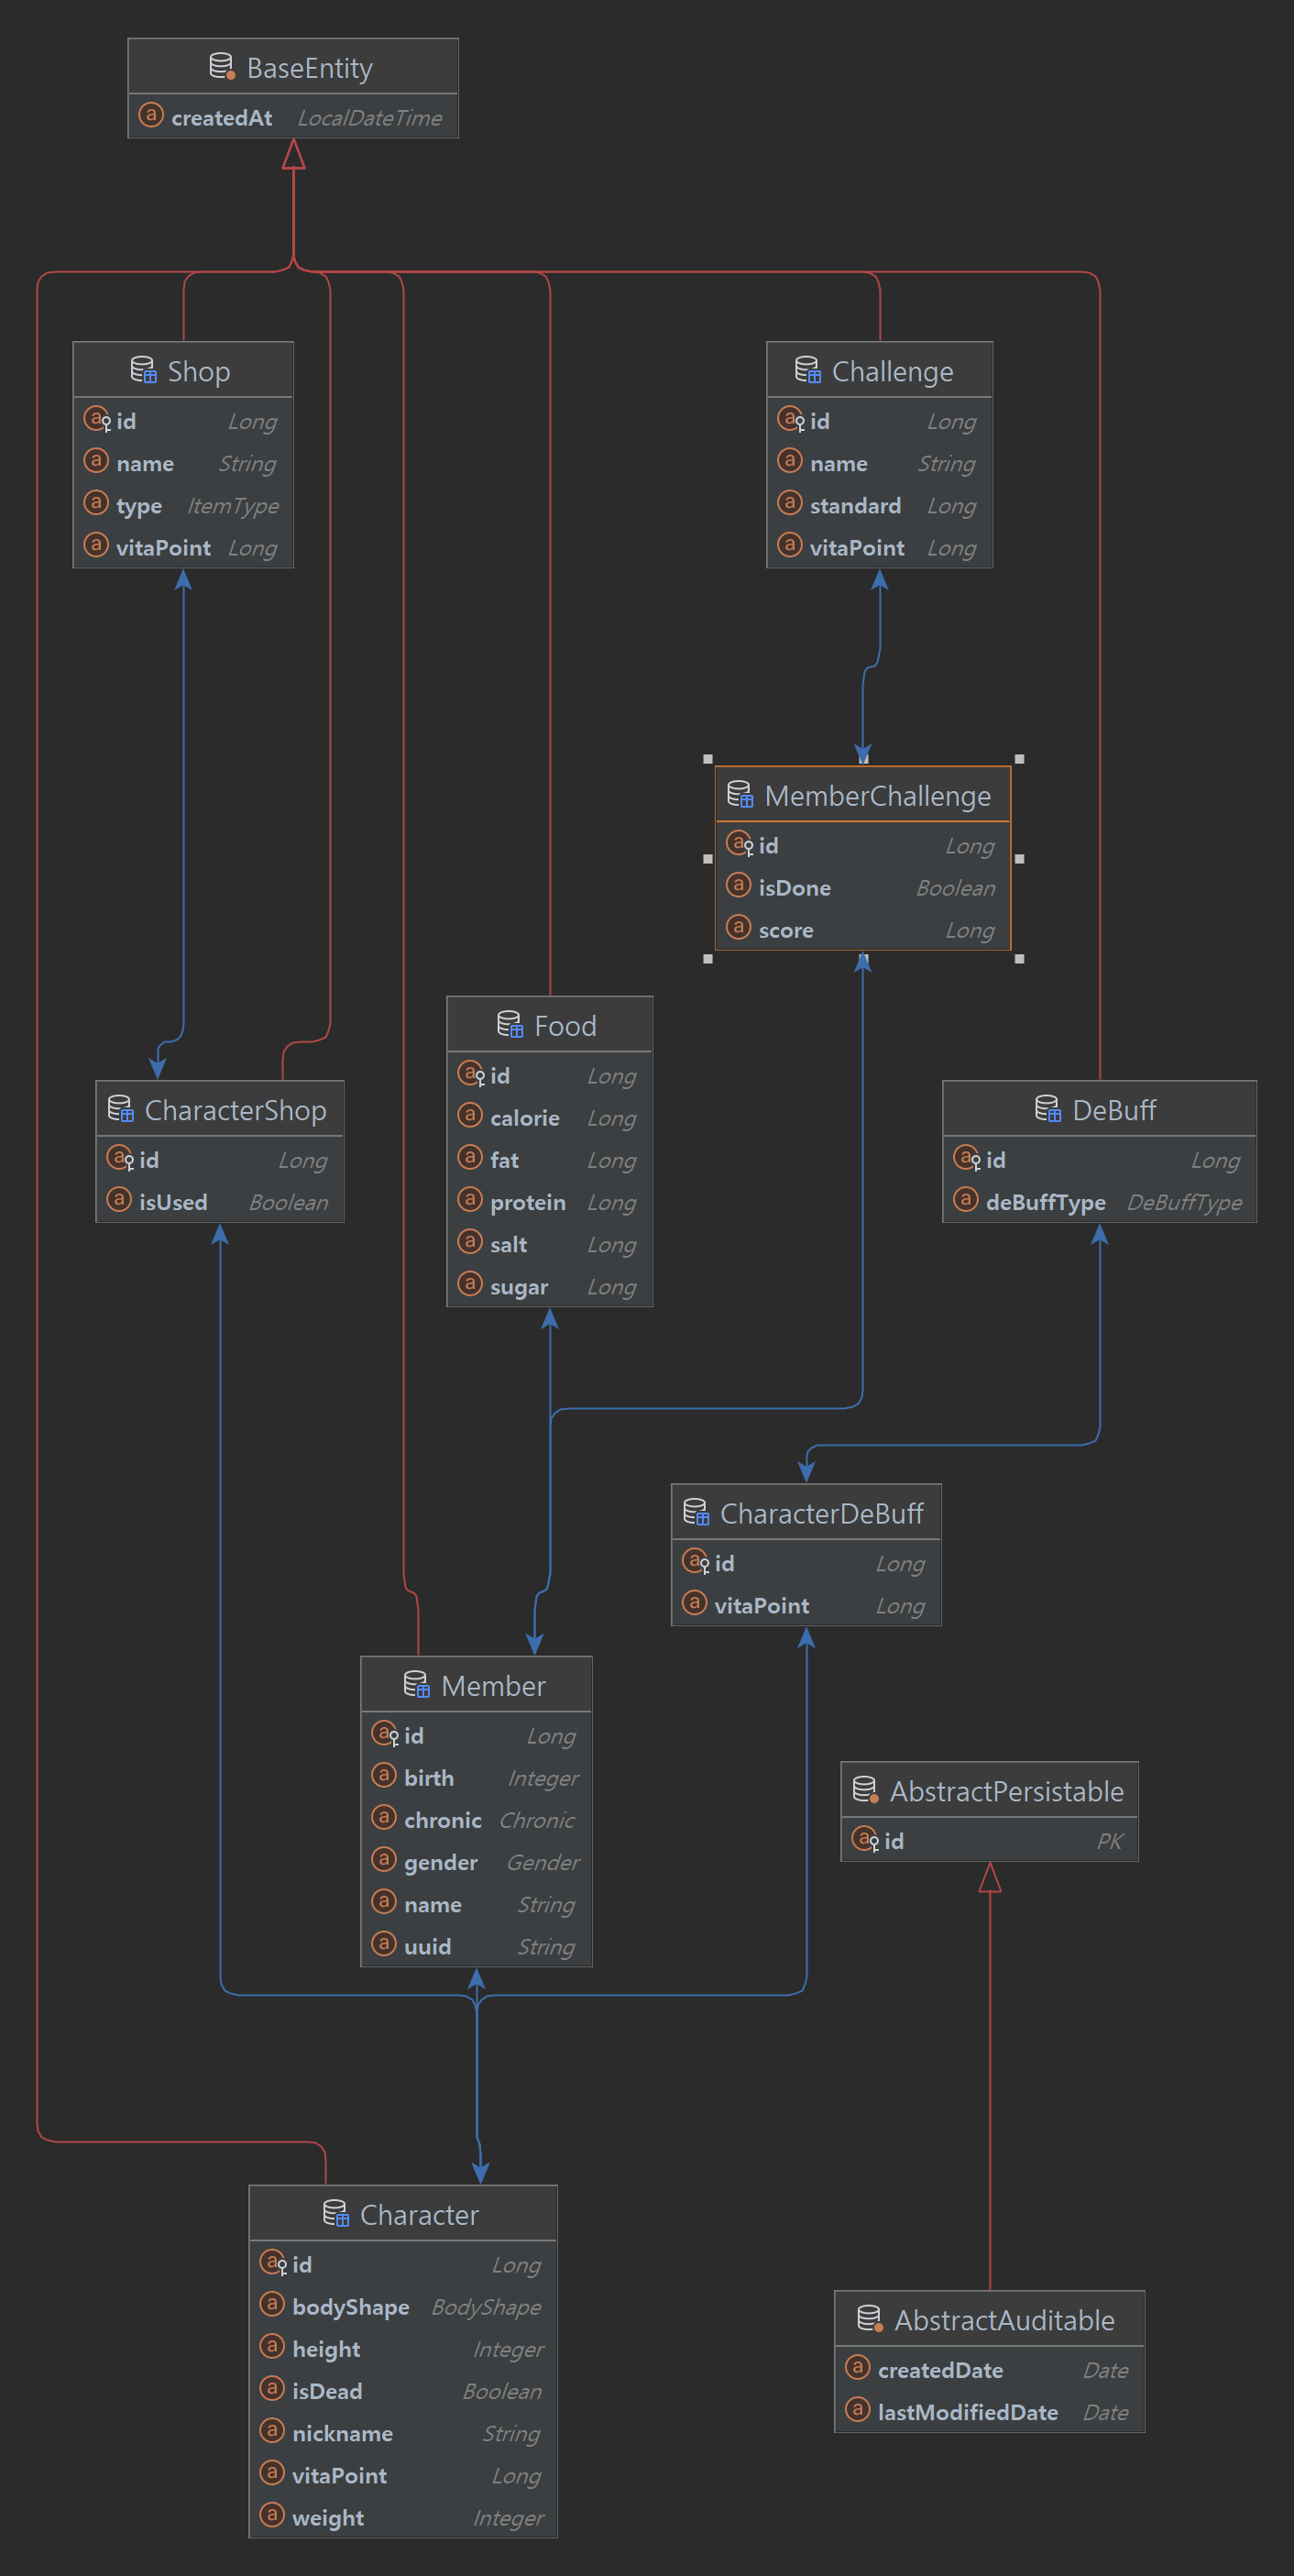 BaseEntity
createdAt LocalDateTime
Shop
id Long
name String
type ItemType
vitaPoint Long
Challenge
id Long
name String
standard Long
vitaPoint Long
MemberChallenge
id Long
isDone Boolean
score Long
Food
id Long
calorie Long
fat Long
protein Long
salt Long
sugar Long
CharacterShop
id Long
isUsed Boolean
DeBuff
id Long
deBuffType DeBuffType
CharacterDeBuff
id Long
vitaPoint Long
Member
id Long
birth Integer
chronic Chronic
gender Gender
name String
uuid String
AbstractPersistable
id PK
Character
id Long
bodyShape BodyShape
height Integer
isDead Boolean
nickname String
vitaPoint Long
weight Integer
AbstractAuditable
createdDate Date
lastModifiedDate Date